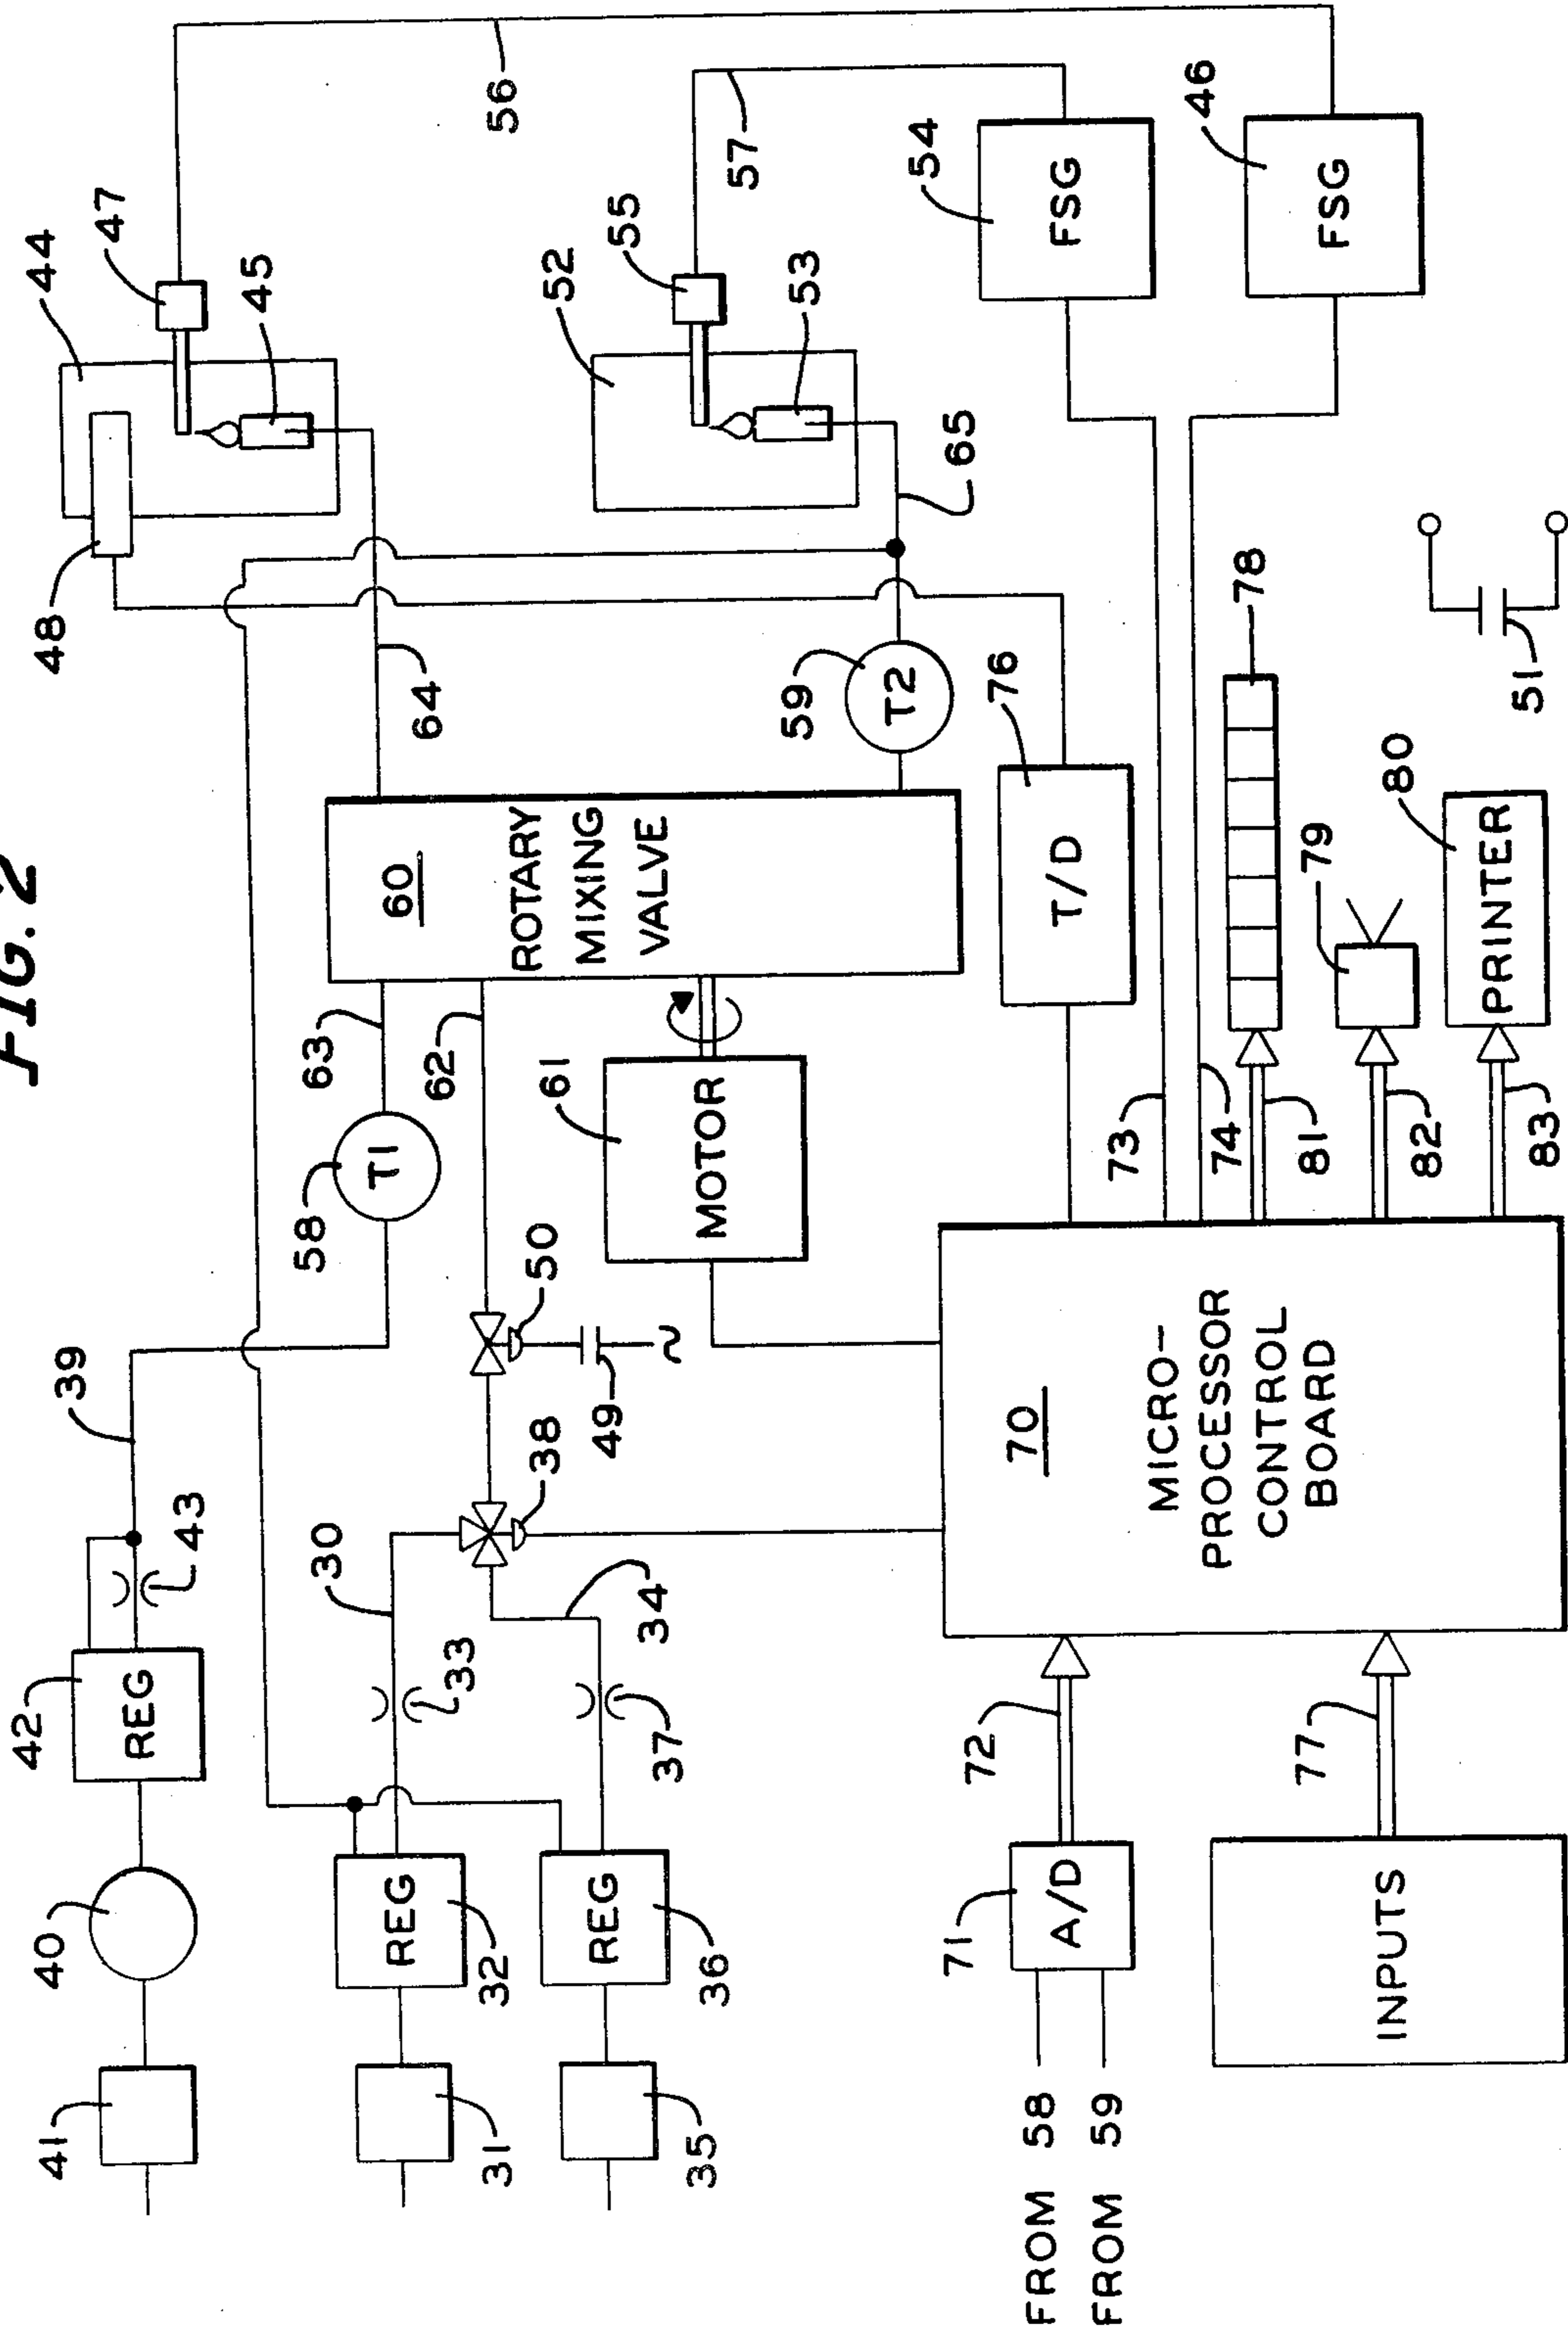 FIG. 2
41
40
42
REG
43
39
58
T1
63
62
60
ROTARY
MIXING
VALVE
64
48
44
47
45
56
31
32
REG
33
30
38
50
49
61
MOTOR
59
T2
52
55
53
57
65
35
36
REG
37
34
70
MICRO-
PROCESSOR
CONTROL
BOARD
76
T/D
54
FSG
46
FSG
FROM 58
FROM 59
71
A/D
72
INPUTS
77
73
74
81
78
82
79
83
80
PRINTER
51